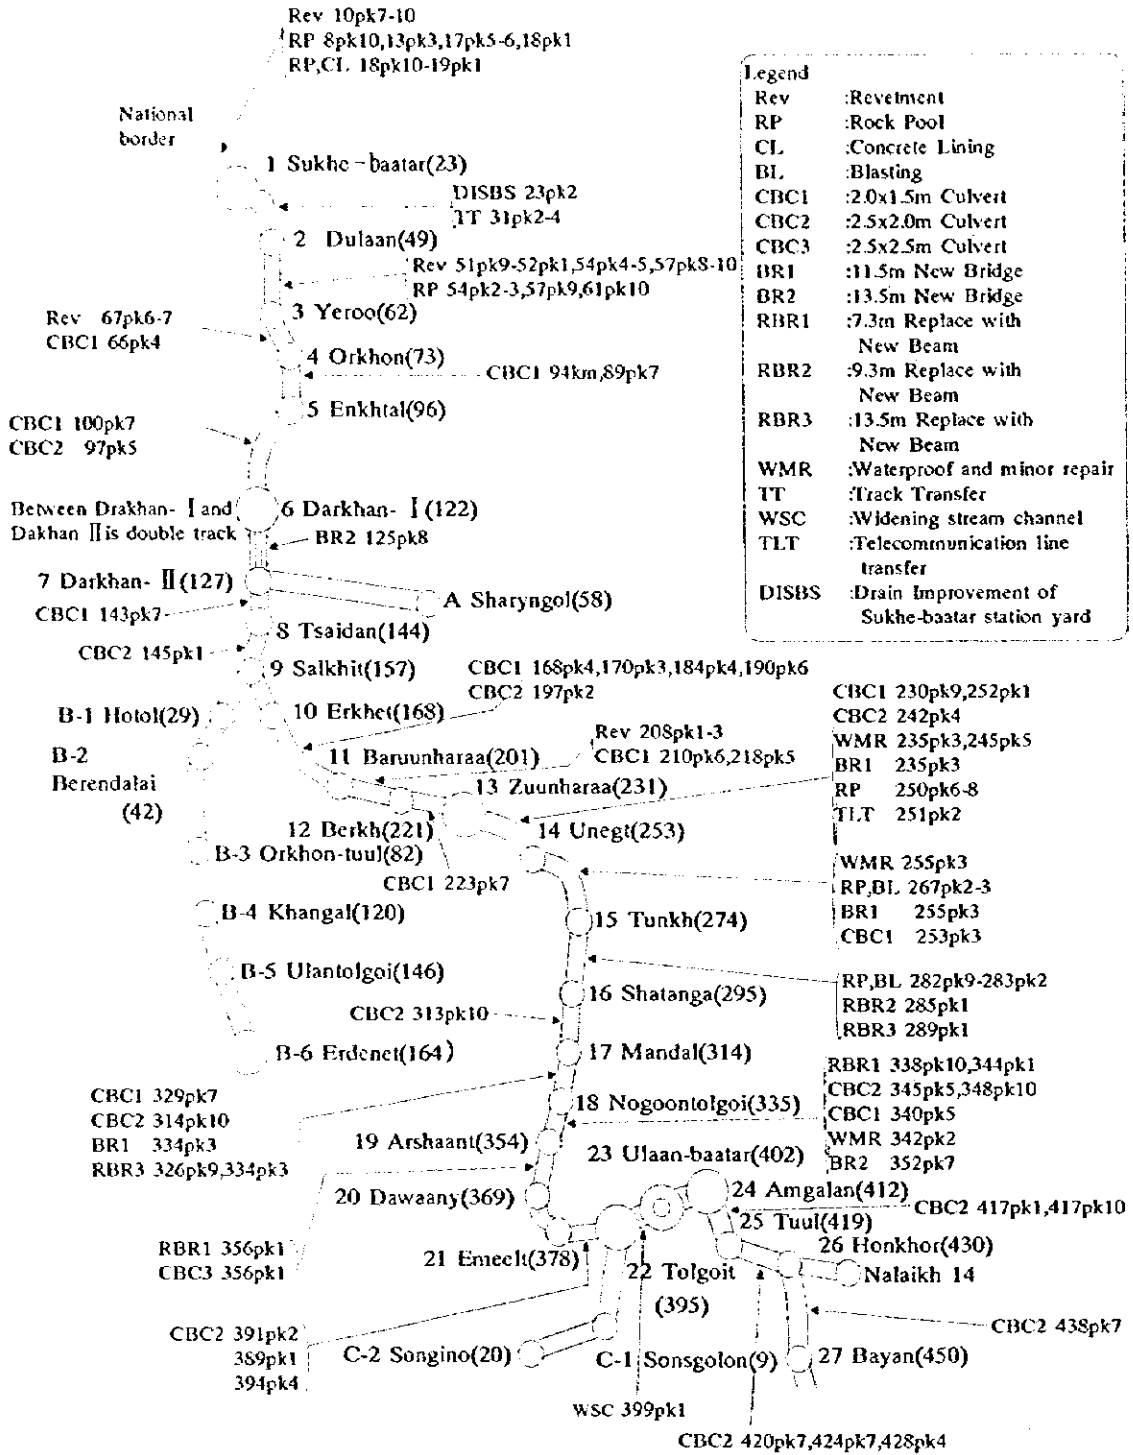 Rev 10pk7-10
RP 8pk10,13pk3,17pk5-6,18pk1
RP,CL 18pk10-19pk1
National
border
1 Sukhe-baatar(23)
DISBS 23pk2
TT 31pk2-4
2 Dulaan(49)
Rev 51pk9-52pk1,54pk4-5,57pk8-10
RP 54pk2-3,57pk9,61pk10
3 Yeroo(62)
Rev 67pk6-7
CBC1 66pk4
4 Orkhon(73)
CBC1 94km,89pk7
5 Enkhtal(96)
CBC1 100pk7
CBC2 97pk5
Between Drakhan- I and
Dakhan II is double track
6 Darkhan- I (122)
BR2 125pk8
7 Darkhan- II (127)
A Sharyngol(58)
CBC1 143pk7
8 Tsaidan(144)
CBC2 145pk1
9 Salkhit(157)
Legend
Rev :Revetment
RP :Rock Pool
CL :Concrete Lining
BL :Blasting
CBC1 :2.0x1.5m Culvert
CBC2 :2.5x2.0m Culvert
CBC3 :2.5x2.5m Culvert
BR1 :11.5m New Bridge
BR2 :13.5m New Bridge
RBR1 :7.3m Replace with
New Beam
RBR2 :9.3m Replace with
New Beam
RBR3 :13.5m Replace with
New Beam
WMR :Waterproof and minor repair
TT :Track Transfer
WSC :Widening stream channel
TLT :Telecommunication line
transfer
DISBS :Drain Improvement of
Sukhe-baatar station yard
CBC1 168pk4,170pk3,184pk4,190pk6
CBC2 197pk2
B-1 Hotol(29)
10 Erkhet(168)
B-2
Berendalai
(42)
11 Baruunharaa(201)
Rev 208pk1-3
CBC1 210pk6,218pk5
13 Zuunharaa(231)
CBC1 230pk9,252pk1
CBC2 242pk4
WMR 235pk3,245pk5
BR1 235pk3
RP 250pk6-8
TLT 251pk2
12 Berkh(221)
14 Unegt(253)
B-3 Orkhon-tuul(82)
CBC1 223pk7
WMR 255pk3
RP,BL 267pk2-3
BR1 255pk3
CBC1 253pk3
B-4 Khangal(120)
15 Tunkh(274)
B-5 Ulantolgoi(146)
RP,BL 282pk9-283pk2
RBR2 285pk1
RBR3 289pk1
16 Shatanga(295)
CBC2 313pk10
B-6 Erdenet(164)
17 Mandal(314)
CBC1 329pk7
CBC2 314pk10
BR1 334pk3
RBR3 326pk9,334pk3
RBR1 338pk10,344pk1
CBC2 345pk5,348pk10
CBC1 340pk5
WMR 342pk2
BR2 352pk7
18 Nogoontolgoi(335)
19 Arshaant(354)
23 Ulaan-baatar(402)
20 Dawaany(369)
24 Amgalan(412)
CBC2 417pk1,417pk10
25 Tuul(419)
RBR1 356pk1
CBC3 356pk1
21 Emeelt(378)
22 Tolgoit
(395)
26 Honkhor(430)
Nalaikh 14
CBC2 391pk2
389pk1
394pk4
CBC2 438pk7
C-2 Songino(20)
C-1 Sonsgolon(9)
27 Bayan(450)
WSC 399pk1
CBC2 420pk7,424pk7,428pk4